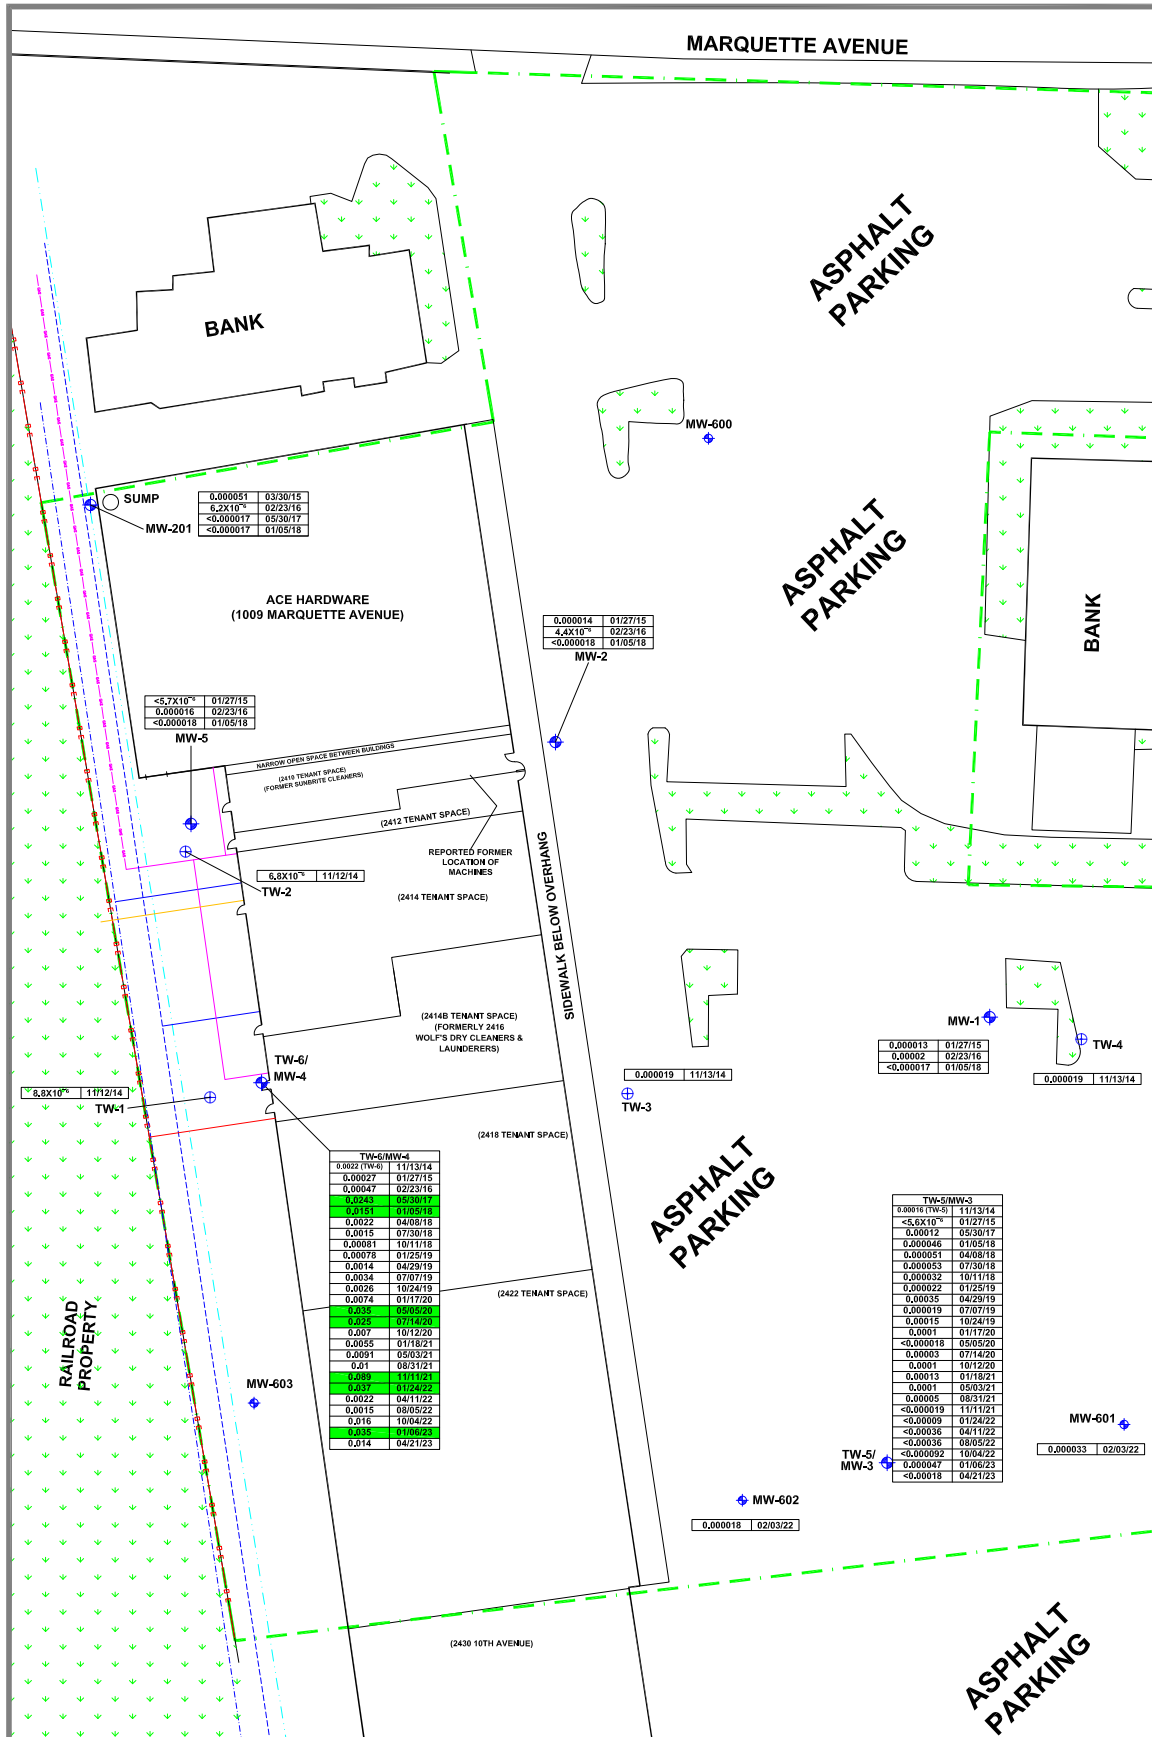 MARQUETTE AVENUE
ASPHALT
PARKING
BANK
MW-600
SUMP
MW-201
0.000051 03/30/15
6.2X10⁻⁶ 02/23/16
<0.000017 05/30/17
<0.000017 01/05/18
ASPHALT
PARKING
ACE HARDWARE
(1009 MARQUETTE AVENUE)
BANK
0.000014 01/27/15
4.4X10⁻⁶ 02/23/16
<0.000018 01/05/18
MW-2
<5.7X10⁻⁶ 01/27/15
0.000016 02/23/16
<0.000018 01/05/18
MW-5
NARROW OPEN SPACE BETWEEN BUILDINGS
(2410 TENANT SPACE)
(FORMER SUNBRITE CLEANERS)
(2412 TENANT SPACE)
REPORTED FORMER
LOCATION OF
MACHINES
6.8X10⁻⁶ 11/12/14
TW-2
(2414 TENANT SPACE)
SIDEWALK BELOW OVERHANG
(2414B TENANT SPACE)
(FORMERLY 2416
WOLF'S DRY CLEANERS &
LAUNDERERS)
MW-1
0.000013 01/27/15
0.00002 02/23/16
<0.000017 01/05/18
TW-4
0.000019 11/13/14
TW-6/
MW-4
8.8X10⁻⁶ 11/12/14
TW-1
0.000019 11/13/14
TW-3
(2418 TENANT SPACE)
ASPHALT
PARKING
TW-6/MW-4
0.0022 (TW-6) 11/13/14
0.00027 01/27/15
0.00047 02/23/16
0.0243 05/30/17
0.0151 01/05/18
0.0022 04/08/18
0.0015 07/30/18
0.00081 10/11/18
0.00078 01/25/19
0.0014 04/29/19
0.0034 07/07/19
0.0026 10/24/19
0.0074 01/17/20
0.035 05/05/20
0.025 07/14/20
0.007 10/12/20
0.0055 01/18/21
0.0091 05/03/21
0.01 08/31/21
0.089 11/11/21
0.037 01/24/22
0.0022 04/11/22
0.0015 08/05/22
0.016 10/04/22
0.035 01/06/23
0.014 04/21/23
TW-5/MW-3
0.00016 (TW-5) 11/13/14
<5.6X10⁻⁶ 01/27/15
0.00012 05/30/17
0.000046 01/05/18
0.000051 04/08/18
0.000053 07/30/18
0.000032 10/11/18
0.000022 01/25/19
0.00035 04/29/19
0.000019 07/07/19
0.00015 10/24/19
0.0001 01/17/20
<0.000018 05/05/20
0.00003 07/14/20
0.0001 10/12/20
0.00013 01/18/21
0.0001 05/03/21
0.00005 08/31/21
<0.000019 11/11/21
<0.00009 01/24/22
<0.00036 04/11/22
<0.00036 08/05/22
<0.000092 10/04/22
0.000047 01/06/23
<0.00018 04/21/23
(2422 TENANT SPACE)
RAILROAD
PROPERTY
MW-603
MW-601
0.000033 02/03/22
TW-5/
MW-3
MW-602
0.000018 02/03/22
(2430 10TH AVENUE)
ASPHALT
PARKING